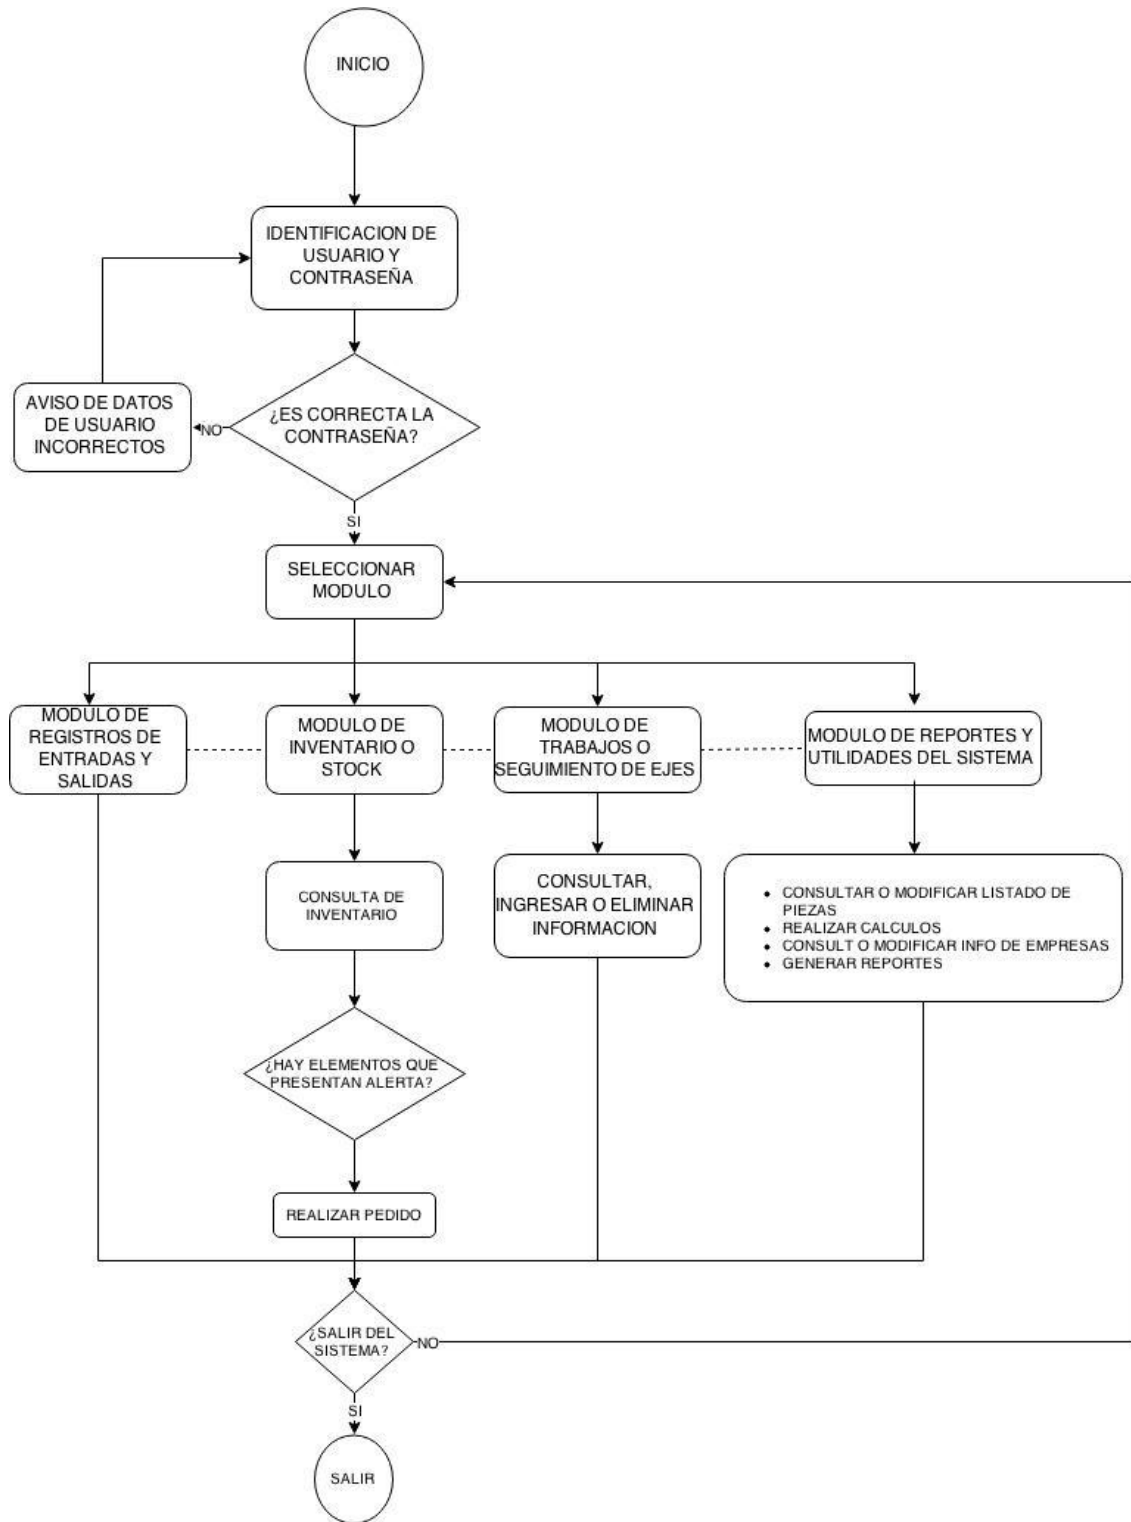 INICIO
IDENTIFICACION DE
USUARIO Y
CONTRASEÑA
AVISO DE DATOS
DE USUARIO
INCORRECTOS
NO
¿ES CORRECTA LA
CONTRASEÑA?
SI
SELECCIONAR
MODULO
MODULO DE
REGISTROS DE
ENTRADAS Y
SALIDAS
MODULO DE
INVENTARIO O
STOCK
MODULO DE
TRABAJOS O
SEGUIMIENTO DE EJES
MODULO DE REPORTES Y
UTILIDADES DEL SISTEMA
CONSULTA DE
INVENTARIO
CONSULTAR,
INGRESAR O ELIMINAR
INFORMACION
• CONSULTAR O MODIFICAR LISTADO DE
PIEZAS
• REALIZAR CALCULOS
• CONSULT O MODIFICAR INFO DE EMPRESAS
• GENERAR REPORTES
¿HAY ELEMENTOS QUE
PRESENTAN ALERTA?
REALIZAR PEDIDO
¿SALIR DEL
SISTEMA?
NO
SI
SALIR